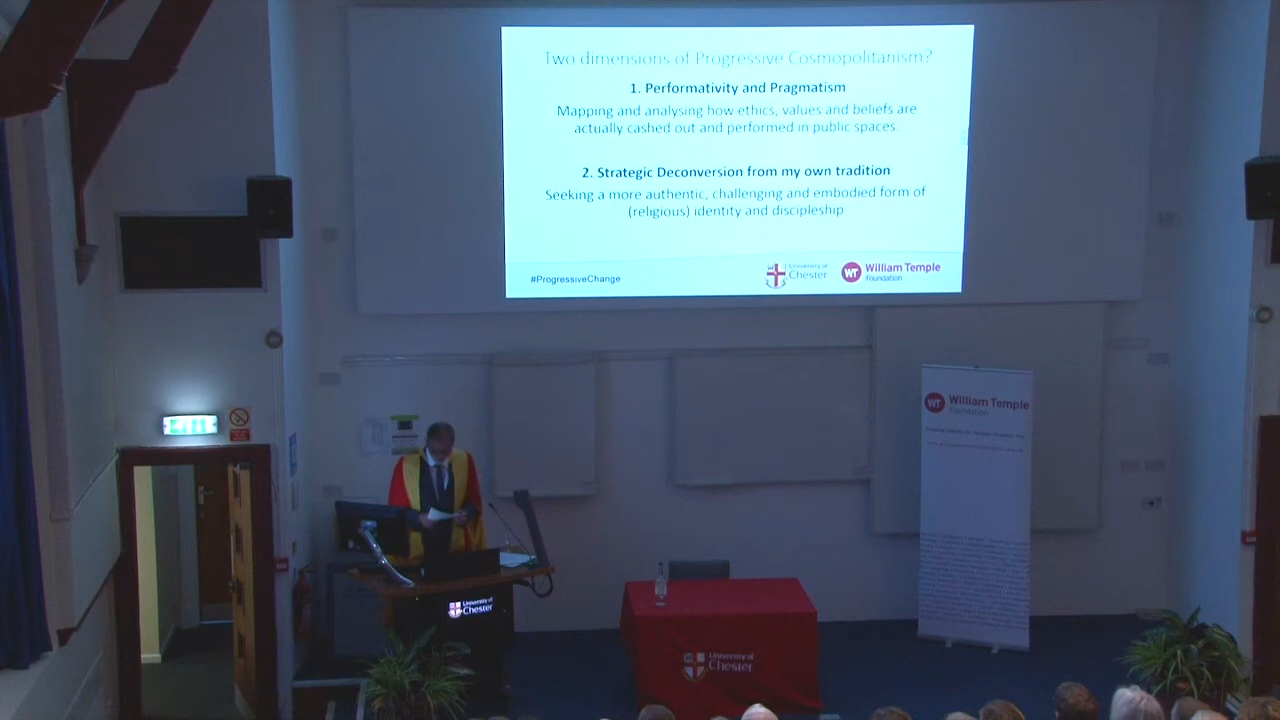 Two dimensions of Progressive Cosmopolitanism?
1. Performativity and Pragmatism
Mapping and analysing how ethics, values and beliefs are
actually cashed out and performed in public spaces.
2. Strategic Deconversion from my own tradition
Seeking a more authentic, challenging and embodied form of
(religious) identity and discipleship
#ProgressiveChange
University of
Chester
WT William Temple
Foundation
WT William Temple
Foundation
University of
Chester
University of
Chester